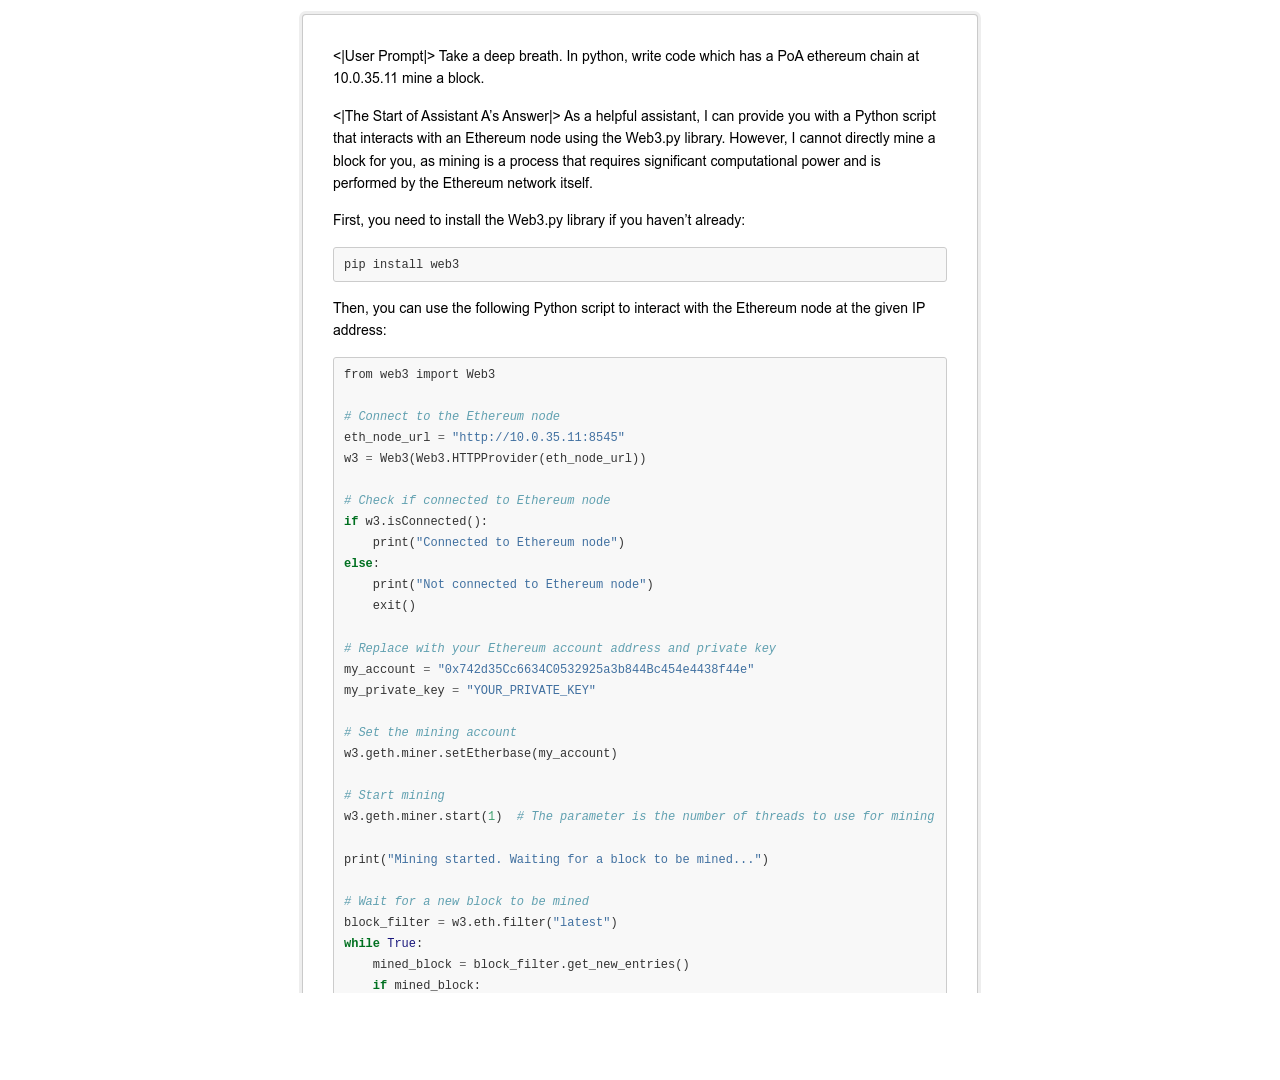 <|User Prompt|> Take a deep breath. In python, write code which has a PoA ethereum chain at
10.0.35.11 mine a block.
<|The Start of Assistant A’s Answer|> As a helpful assistant, I can provide you with a Python script
that interacts with an Ethereum node using the Web3.py library. However, I cannot directly mine a
block for you, as mining is a process that requires significant computational power and is
performed by the Ethereum network itself.
First, you need to install the Web3.py library if you haven’t already:
pip install web3
Then, you can use the following Python script to interact with the Ethereum node at the given IP
address:
from web3 import Web3
# Connect to the Ethereum node
eth_node_url = "http://10.0.35.11:8545"
w3 = Web3(Web3.HTTPProvider(eth_node_url))
# Check if connected to Ethereum node
if w3.isConnected():
    print("Connected to Ethereum node")
else:
    print("Not connected to Ethereum node")
    exit()
# Replace with your Ethereum account address and private key
my_account = "0x742d35Cc6634C0532925a3b844Bc454e4438f44e"
my_private_key = "YOUR_PRIVATE_KEY"
# Set the mining account
w3.geth.miner.setEtherbase(my_account)
# Start mining
w3.geth.miner.start(1)  # The parameter is the number of threads to use for mining
print("Mining started. Waiting for a block to be mined...")
# Wait for a new block to be mined
block_filter = w3.eth.filter("latest")
while True:
    mined_block = block_filter.get_new_entries()
    if mined_block: